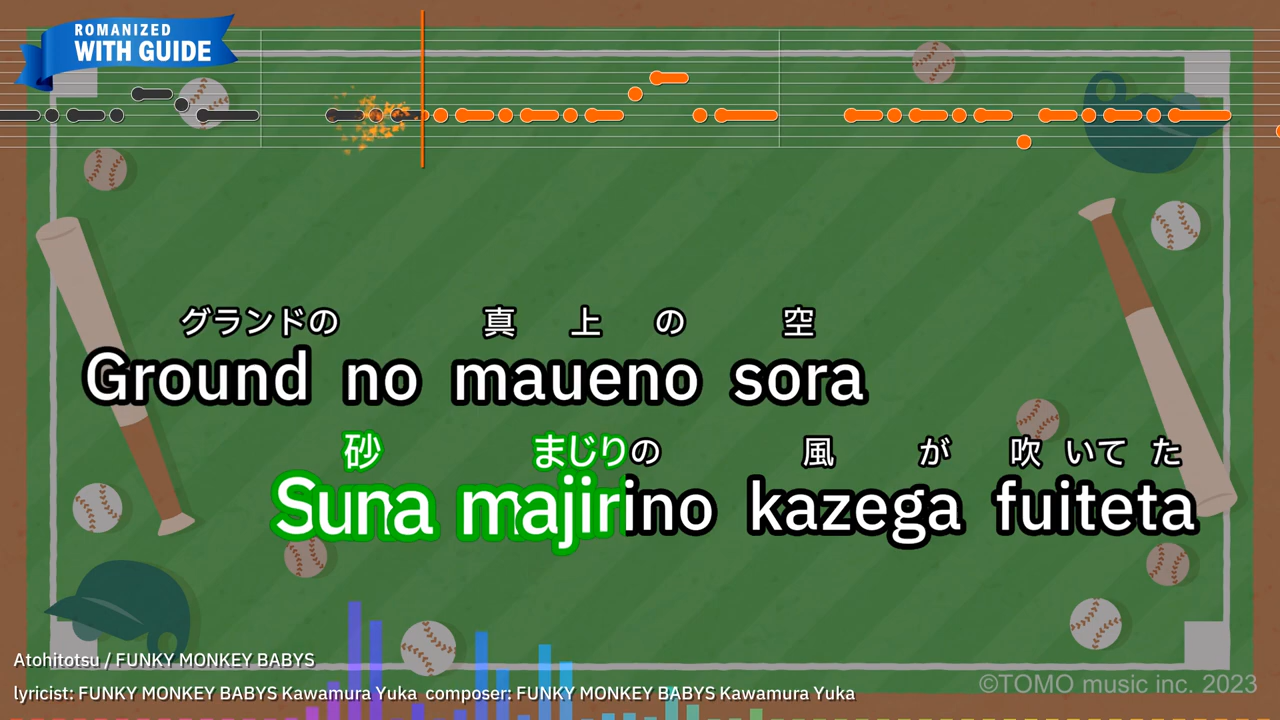 ROMANIZED
WITH GUIDE
グランドの 真 上 の 空
Ground no maueno sora
砂 まじりの 風 が 吹 いて た
Suna majirino kazega fuiteta
Atohitotsu / FUNKY MONKEY BABYS
lyricist: FUNKY MONKEY BABYS Kawamura Yuka composer: FUNKY MONKEY BABYS Kawamura Yuka
©TOMO music inc. 2023